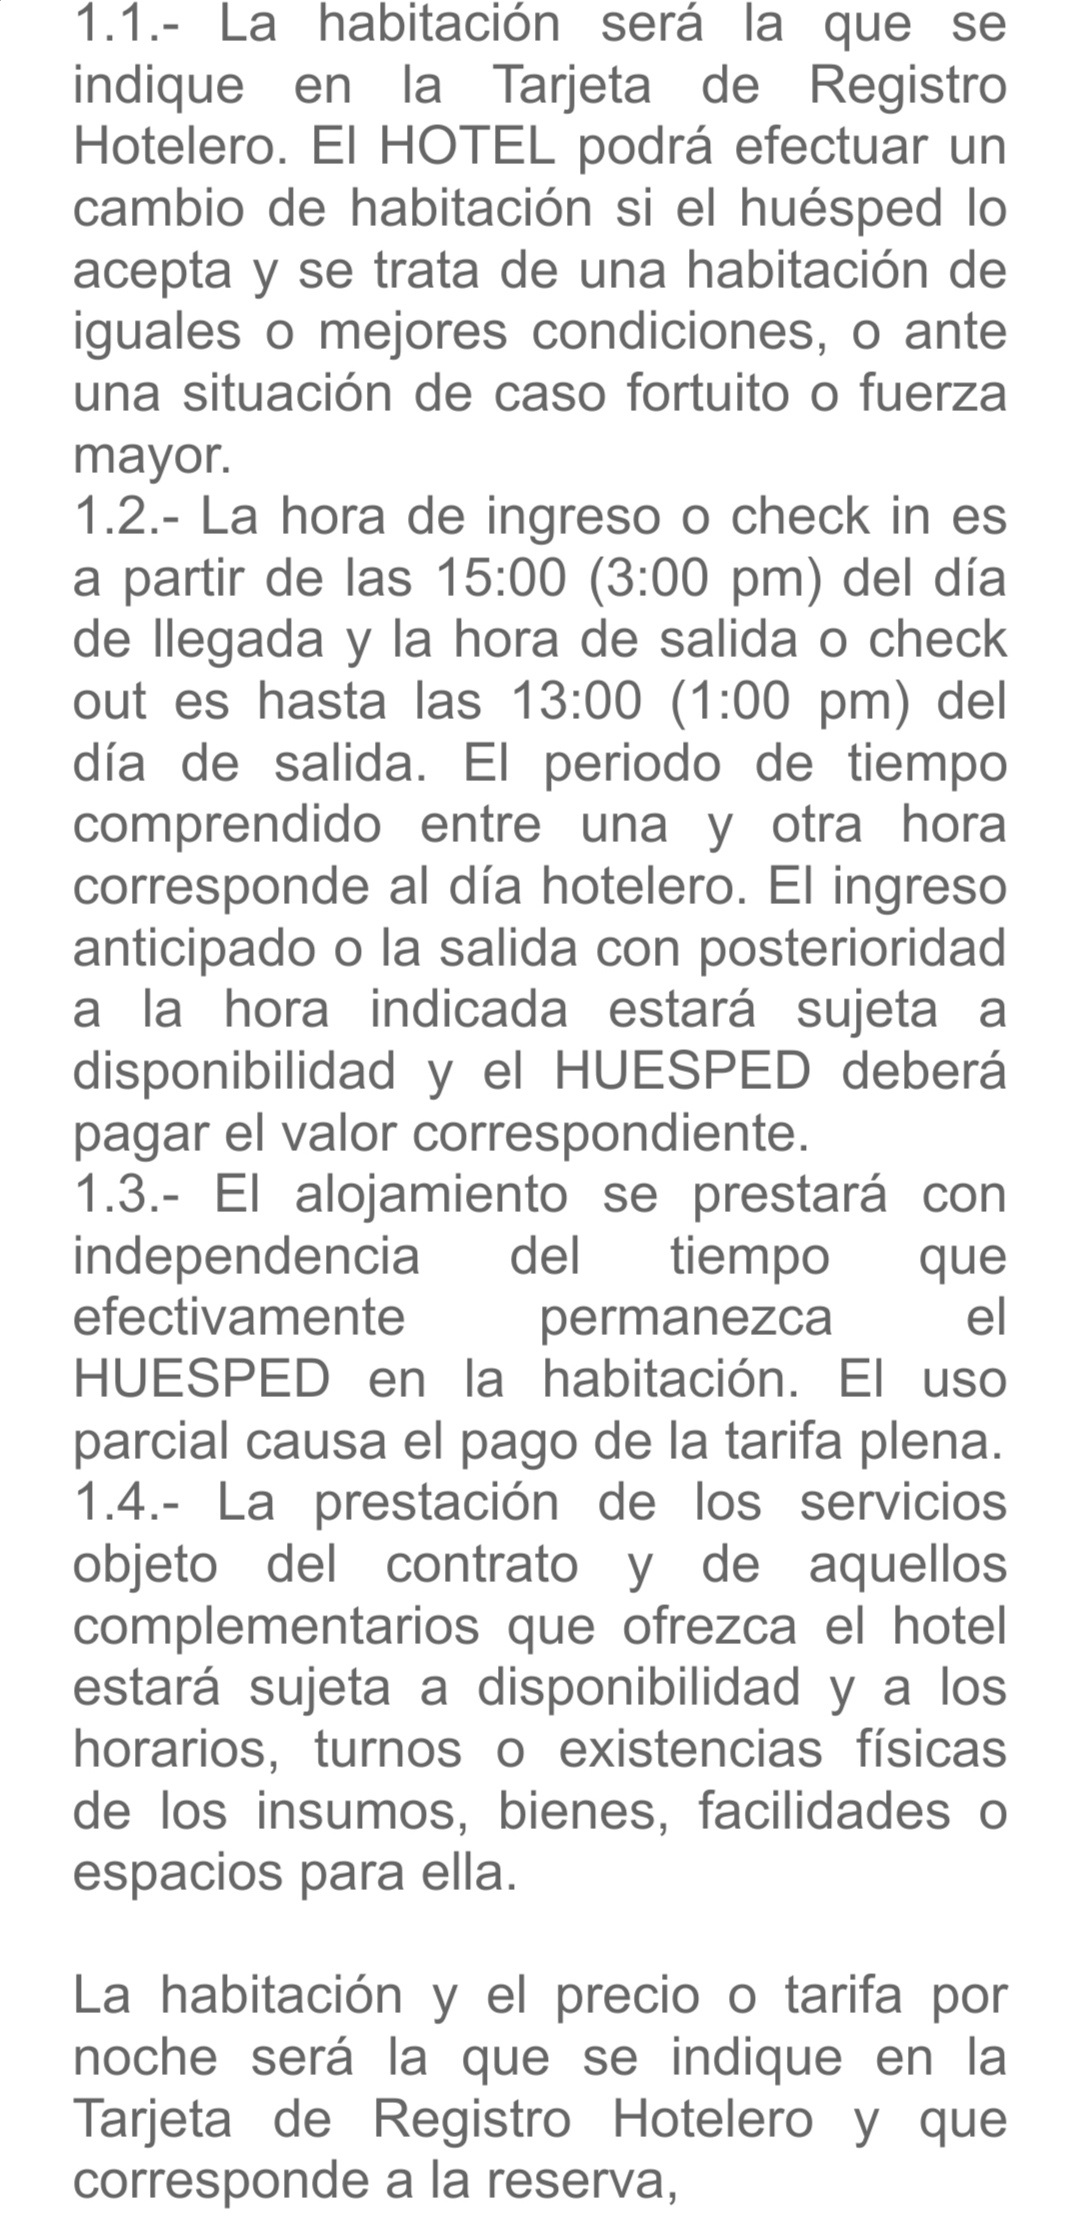 1.1.- La habitación será la que se
indique en la Tarjeta de Registro
Hotelero. El HOTEL podrá efectuar un
cambio de habitación si el huésped lo
acepta y se trata de una habitación de
iguales o mejores condiciones, o ante
una situación de caso fortuito o fuerza
mayor.
1.2.- La hora de ingreso o check in es
a partir de las 15:00 (3:00 pm) del día
de llegada y la hora de salida o check
out es hasta las 13:00 (1:00 pm) del
día de salida. El periodo de tiempo
comprendido entre una y otra hora
corresponde al día hotelero. El ingreso
anticipado o la salida con posterioridad
a la hora indicada estará sujeta a
disponibilidad y el HUESPED deberá
pagar el valor correspondiente.
1.3.- El alojamiento se prestará con
independencia del tiempo que
efectivamente permanezca el
HUESPED en la habitación. El uso
parcial causa el pago de la tarifa plena.
1.4.- La prestación de los servicios
objeto del contrato y de aquellos
complementarios que ofrezca el hotel
estará sujeta a disponibilidad y a los
horarios, turnos o existencias físicas
de los insumos, bienes, facilidades o
espacios para ella.
La habitación y el precio o tarifa por
noche será la que se indique en la
Tarjeta de Registro Hotelero y que
corresponde a la reserva,